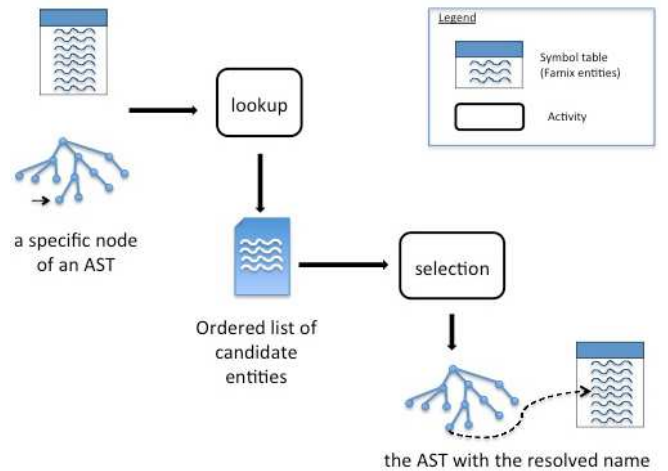 Legend
Symbol table
(Famix entities)
Activity
lookup
a specific node
of an AST
selection
Ordered list of
candidate
entities
the AST with the resolved name